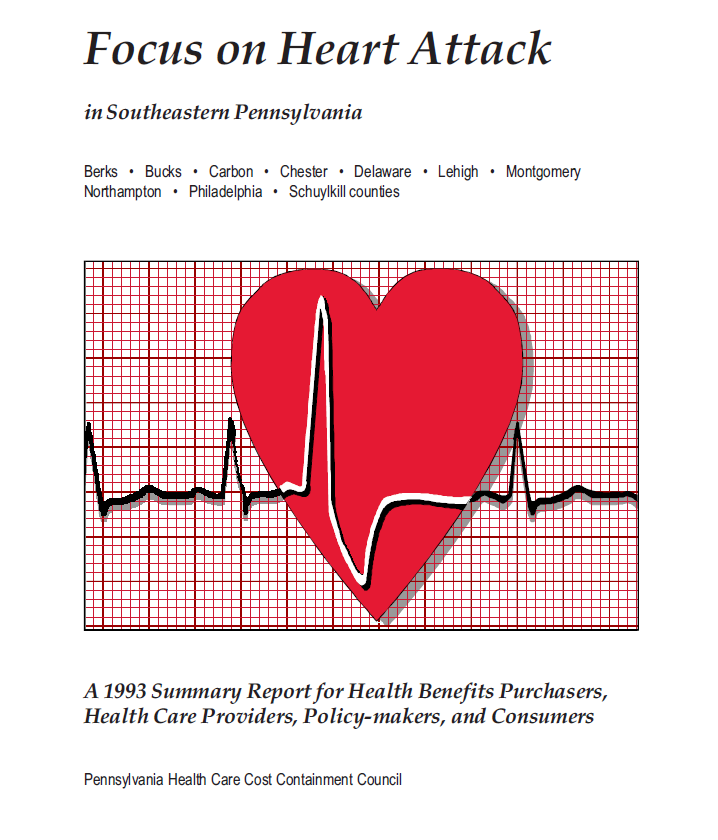 Focus on Heart Attack
in Southeastern Pennsylvania
Berks • Bucks • Carbon • Chester • Delaware • Lehigh • Montgomery
Northampton • Philadelphia • Schuylkill counties
A 1993 Summary Report for Health Benefits Purchasers,
Health Care Providers, Policy-makers, and Consumers
Pennsylvania Health Care Cost Containment Council